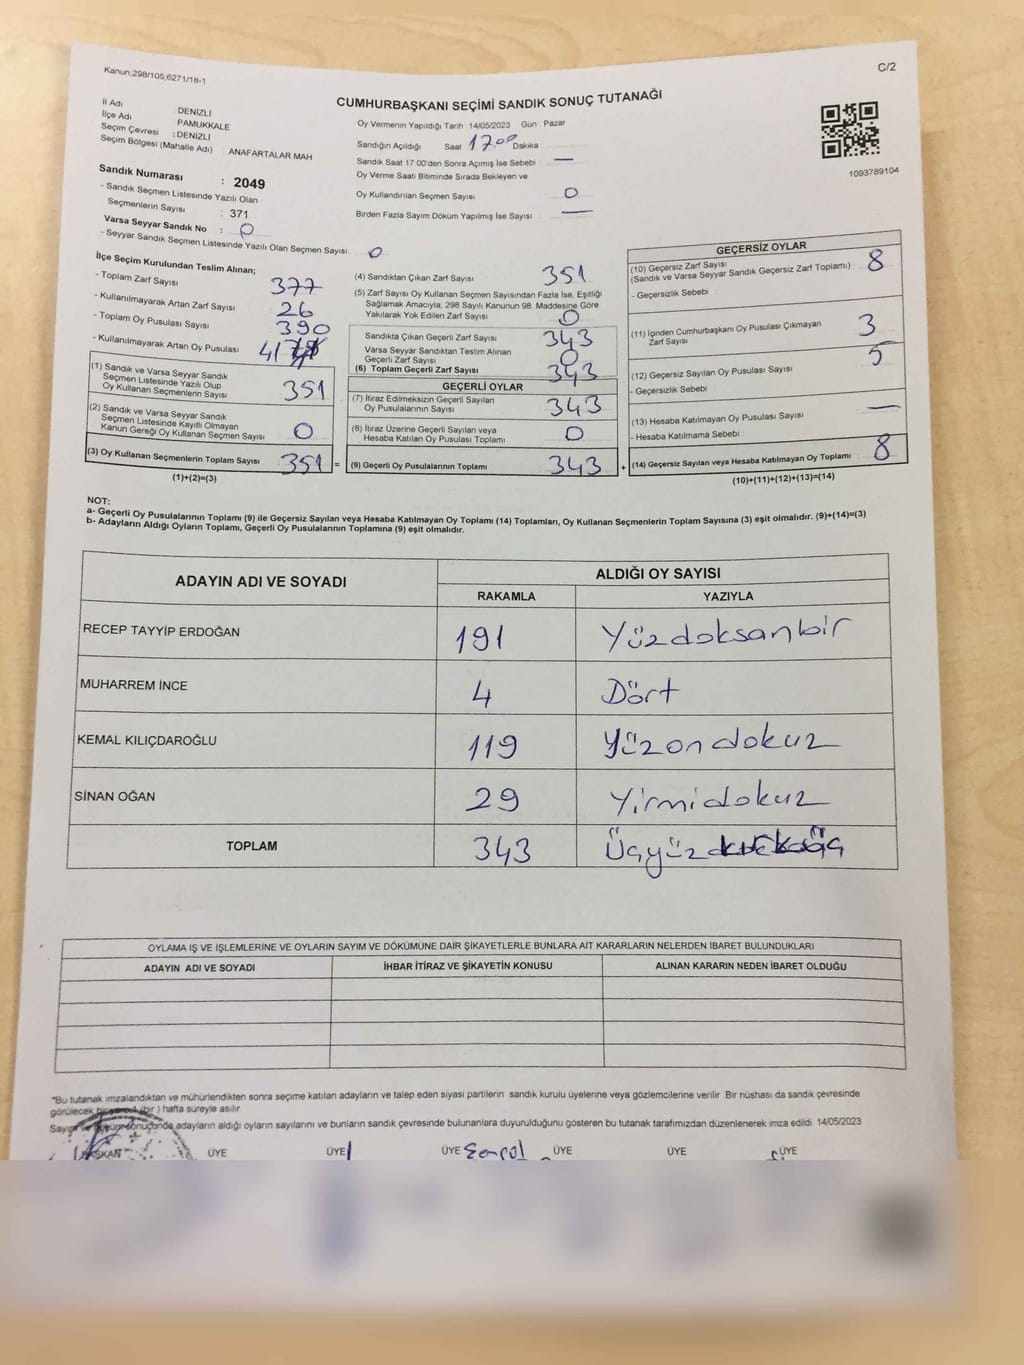 Kanun;298/105,6271/18-1
C/2
CUMHURBAŞKANI SEÇİMİ SANDIK SONUÇ TUTANAĞI
İl Adı : DENİZLİ
İlçe Adı : PAMUKKALE
Seçim Çevresi : DENİZLİ
Seçim Bölgesi (Mahalle Adı) : ANAFARTALAR MAH
Sandık Numarası : 2049
- Sandık Seçmen Listesinde Yazılı Olan
Seçmenlerin Sayısı : 371
Varsa Seyyar Sandık No : 0
- Seyyar Sandık Seçmen Listesinde Yazılı Olan Seçmen Sayısı : 0
Oy Vermenin Yapıldığı Tarih 14/05/2023 Gün Pazar
Sandığın Açıldığı Saat 17 00 Dakika
Sandık Saat 17.00'den Sonra Açımış İse Sebebi —
Oy Verme Saati Bitiminde Sırada Bekleyen ve
Oy Kullandırılan Seçmen Sayısı 0
Birden Fazla Sayım Döküm Yapılmış İse Sayısı —
1093789104
İlçe Seçim Kurulundan Teslim Alınan;
- Toplam Zarf Sayısı 377
- Kullanılmayarak Artan Zarf Sayısı 26
- Toplam Oy Pusulası Sayısı 390
- Kullanılmayarak Artan Oy Pusulası
(1) Sandık ve Varsa Seyyar Sandık
Seçmen Listesinde Yazılı Olup
Oy Kullanan Seçmenlerin Sayısı 351
(2) Sandık ve Varsa Seyyar Sandık
Seçmen Listesinde Kayıtlı Olmayan
Kanun Gereği Oy Kullanan Seçmen Sayısı 0
(3) Oy Kullanan Seçmenlerin Toplam Sayısı 351 =
(1)+(2)=(3)
(4) Sandıktan Çıkan Zarf Sayısı 351
(5) Zarf Sayısı Oy Kullanan Seçmen Sayısından Fazla İse, Eşitliği
Sağlamak Amacıyla, 298 Sayılı Kanunun 98. Maddesine Göre
Yakılarak Yok Edilen Zarf Sayısı 0
Sandıkta Çıkan Geçerli Zarf Sayısı 343
Varsa Seyyar Sandıktan Teslim Alınan
Geçerli Zarf Sayısı 0
(6) Toplam Geçerli Zarf Sayısı 343
GEÇERLİ OYLAR
(7) İtiraz Edilmeksizin Geçerli Sayılan
Oy Pusulalarının Sayısı 343
(8) İtiraz Üzerine Geçerli Sayılan veya
Hesaba Katılan Oy Pusulası Toplamı 0
(9) Geçerli Oy Pusulalarının Toplamı 343 +
GEÇERSİZ OYLAR
(10) Geçersiz Zarf Sayısı
(Sandık ve Varsa Seyyar Sandık Geçersiz Zarf Toplamı) 8
- Geçersizlik Sebebi :
(11) İçinden Cumhurbaşkanı Oy Pusulası Çıkmayan
Zarf Sayısı 3
(12) Geçersiz Sayılan Oy Pusulası Sayısı 5
- Geçersizlik Sebebi
(13) Hesaba Katılmayan Oy Pusulası Sayısı —
- Hesaba Katılmama Sebebi :
(14) Geçersiz Sayılan veya Hesaba Katılmayan Oy Toplamı 8
(10)+(11)+(12)+(13)=(14)
NOT:
a- Geçerli Oy Pusulalarının Toplamı (9) ile Geçersiz Sayılan veya Hesaba Katılmayan Oy Toplamı (14) Toplamları, Oy Kullanan Seçmenlerin Toplam Sayısına (3) eşit olmalıdır. (9)+(14)=(3)
b- Adayların Aldığı Oyların Toplamı, Geçerli Oy Pusulalarının Toplamına (9) eşit olmalıdır.
ADAYIN ADI VE SOYADI
ALDIĞI OY SAYISI
RAKAMLA YAZIYLA
RECEP TAYYİP ERDOĞAN 191 Yüzdoksanbir
MUHARREM İNCE 4 Dört
KEMAL KILIÇDAROĞLU 119 Yüzondokuz
SİNAN OĞAN 29 Yirmidokuz
TOPLAM 343 Üçyüzkırküç
OYLAMA İŞ VE İŞLEMLERİNE VE OYLARIN SAYIM VE DÖKÜMÜNE DAİR ŞİKAYETLERLE BUNLARA AİT KARARLARIN NELERDEN İBARET BULUNDUKLARI
ADAYIN ADI VE SOYADI İHBAR İTİRAZ VE ŞİKAYETİN KONUSU ALINAN KARARIN NEDEN İBARET OLDUĞU
"Bu tutanak imzalandıktan ve mühürlendikten sonra seçime katılan adayların ve talep eden siyasi partilerin sandık kurulu üyelerine veya gözlemcilerine verilir Bir nüshası da sandık çevresinde
görülecek bir yere 1 (bir) hafta süreyle asılır
Sayım ve döküm sonucunda adayların aldığı oyların sayılarını ve bunların sandık çevresinde bulunanlara duyurulduğunu gösteren bu tutanak tarafımızdan düzenlenerek imza edildi 14/05/2023
BAŞKAN ÜYE ÜYE ÜYE ÜYE ÜYE ÜYE